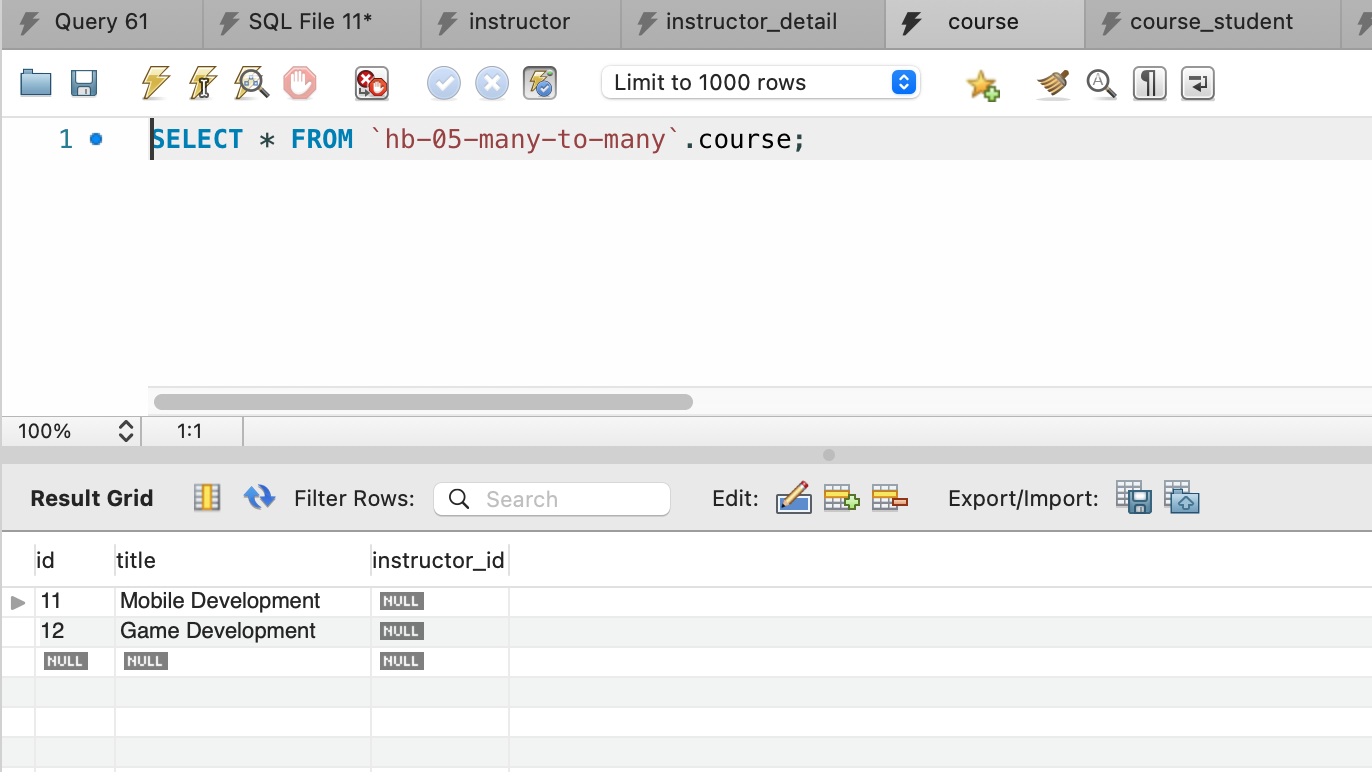 Query 61 SQL File 11* instructor instructor_detail course course_student
Limit to 1000 rows
1 SELECT * FROM `hb-05-many-to-many`.course;
100% 1:1
Result Grid Filter Rows: Search Edit: Export/Import:
id title instructor_id
11 Mobile Development NULL
12 Game Development NULL
NULL NULL NULL